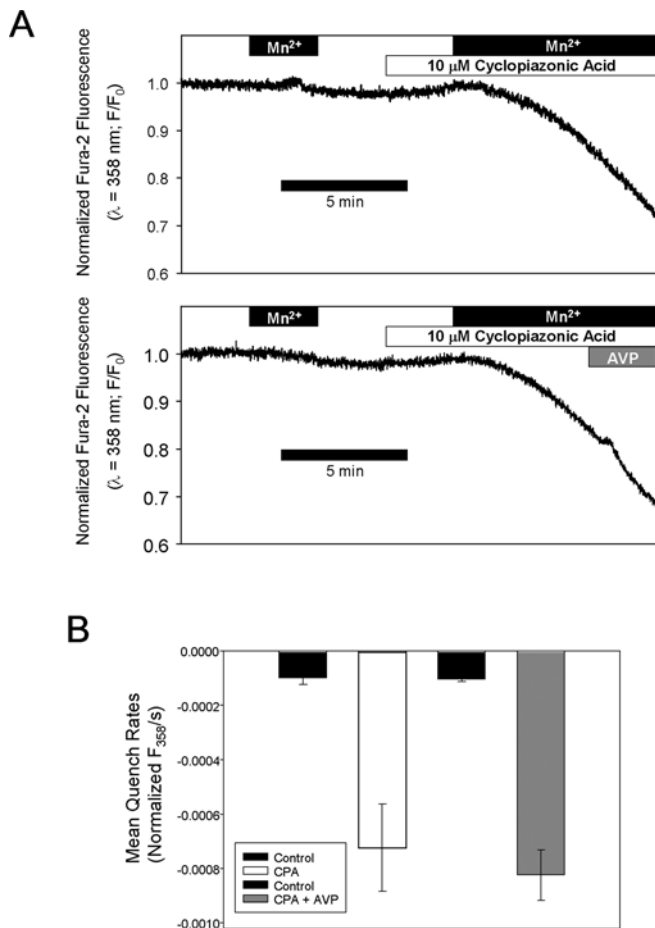 A
Normalized Fura-2 Fluorescence
(λ = 358 nm; F/F0)
Mn2+ Mn2+
10 μM Cyclopiazonic Acid
1.0
0.9
0.8
0.7
0.6
5 min
Normalized Fura-2 Fluorescence
(λ = 358 nm; F/F0)
Mn2+ Mn2+
10 μM Cyclopiazonic Acid
AVP
1.0
0.9
0.8
0.7
0.6
5 min
B
Mean Quench Rates
(Normalized F358/s)
0.0000
-0.0002
-0.0004
-0.0006
-0.0008
-0.0010
Control
CPA
Control
CPA + AVP